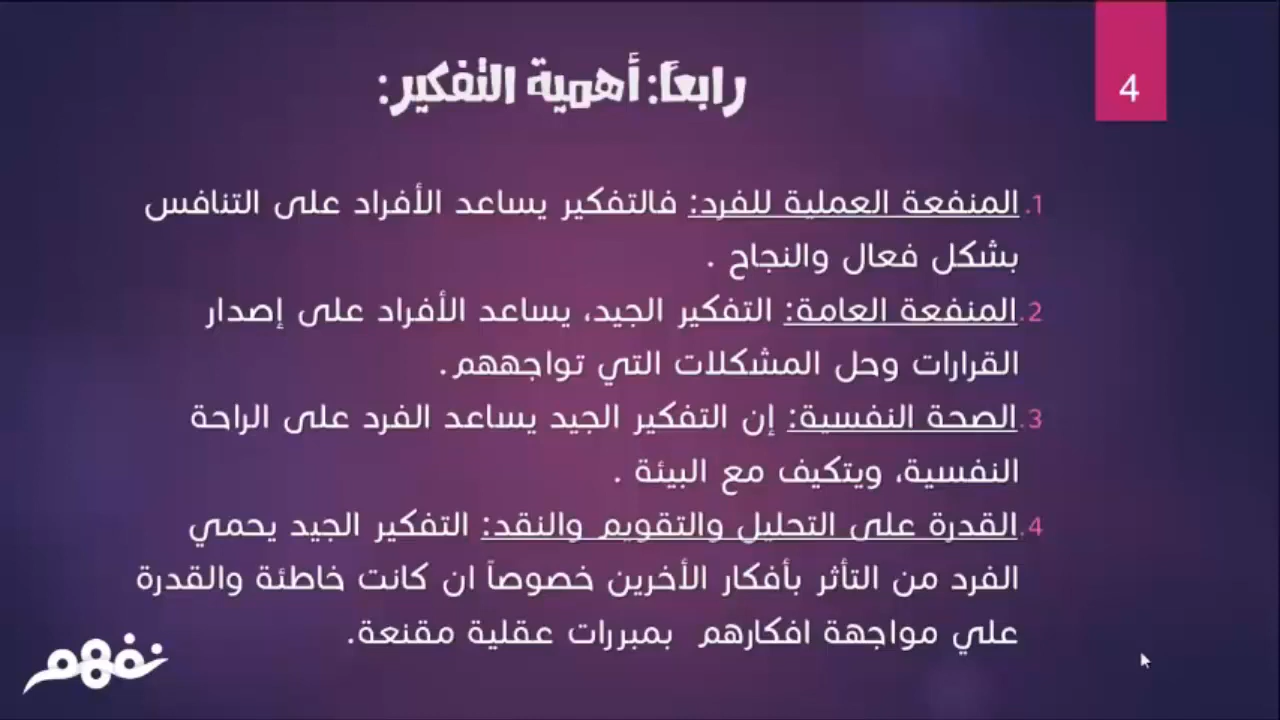 4
رابعاً: أهمية التفكير:
1. المنفعة العملية للفرد: فالتفكير يساعد الأفراد على التنافس
بشكل فعال والنجاح .
2. المنفعة العامة: التفكير الجيد، يساعد الأفراد على إصدار
القرارات وحل المشكلات التي تواجههم.
3. الصحة النفسية: إن التفكير الجيد يساعد الفرد على الراحة
النفسية، ويتكيف مع البيئة .
4. القدرة على التحليل والتقويم والنقد: التفكير الجيد يحمي
الفرد من التأثر بأفكار الأخرين خصوصاً ان كانت خاطئة والقدرة
علي مواجهة افكارهم بمبررات عقلية مقنعة.
نفهم